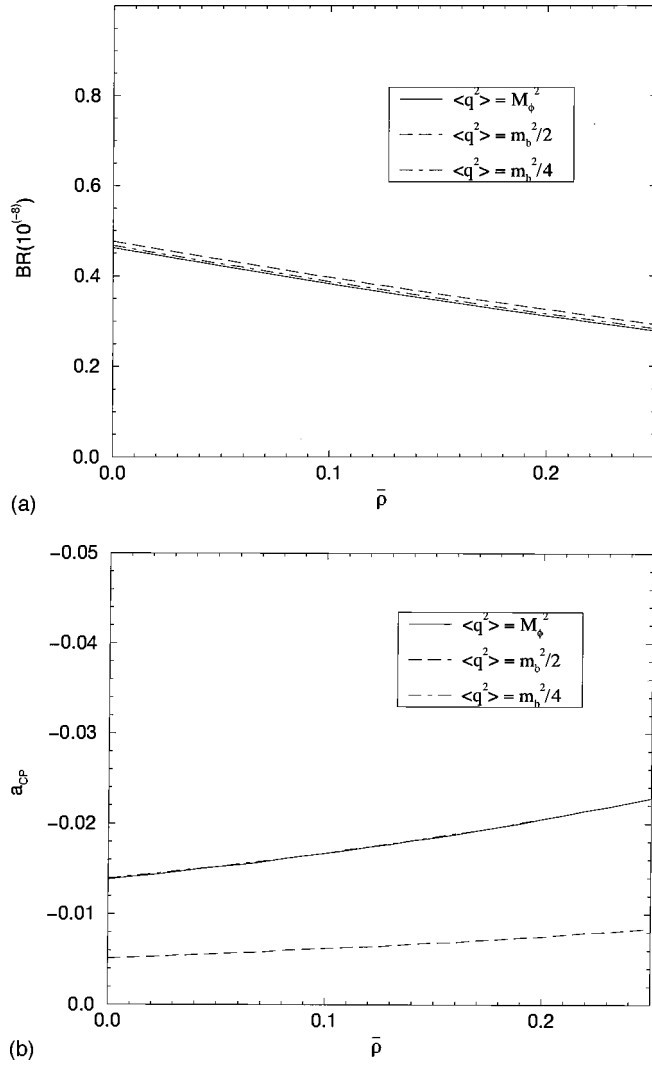 0.8
0.6
0.4
0.2
0.0
BR(10^(-8))
<q²> = M_ϕ²
<q²> = m_b²/2
<q²> = m_b²/4
0.0
0.1
0.2
ρ̄
(a)
-0.05
-0.04
-0.03
-0.02
-0.01
0.0
a_CP
<q²> = M_ϕ²
<q²> = m_b²/2
<q²> = m_b²/4
0.0
0.1
0.2
ρ̄
(b)